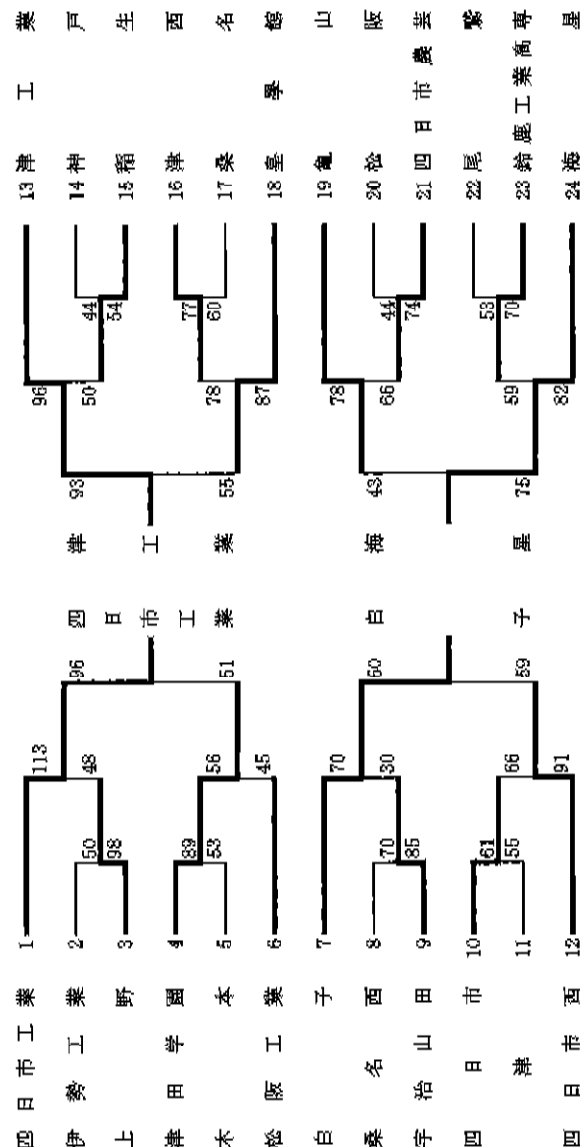 1 四日市工業
2 伊勢工業
3 上野
4 津田学園
5 木本
6 松阪工業
7 白子
8 桑名西
9 宇治山田
10 四日市
11 津
12 四日市西
50
98
89
53
70
85
61
55
113
48
56
45
70
30
66
91
96
51
60
59
四日市工業
白子
津工業
海星
93
55
43
75
96
50
78
87
78
66
59
82
44
54
77
60
44
74
53
70
13 津工業
14 神戸
15 稲生
16 津西
17 桑名
18 皇學館
19 亀山
20 松阪
21 四日市農芸
22 尾鷲
23 鈴鹿工業高専
24 海星